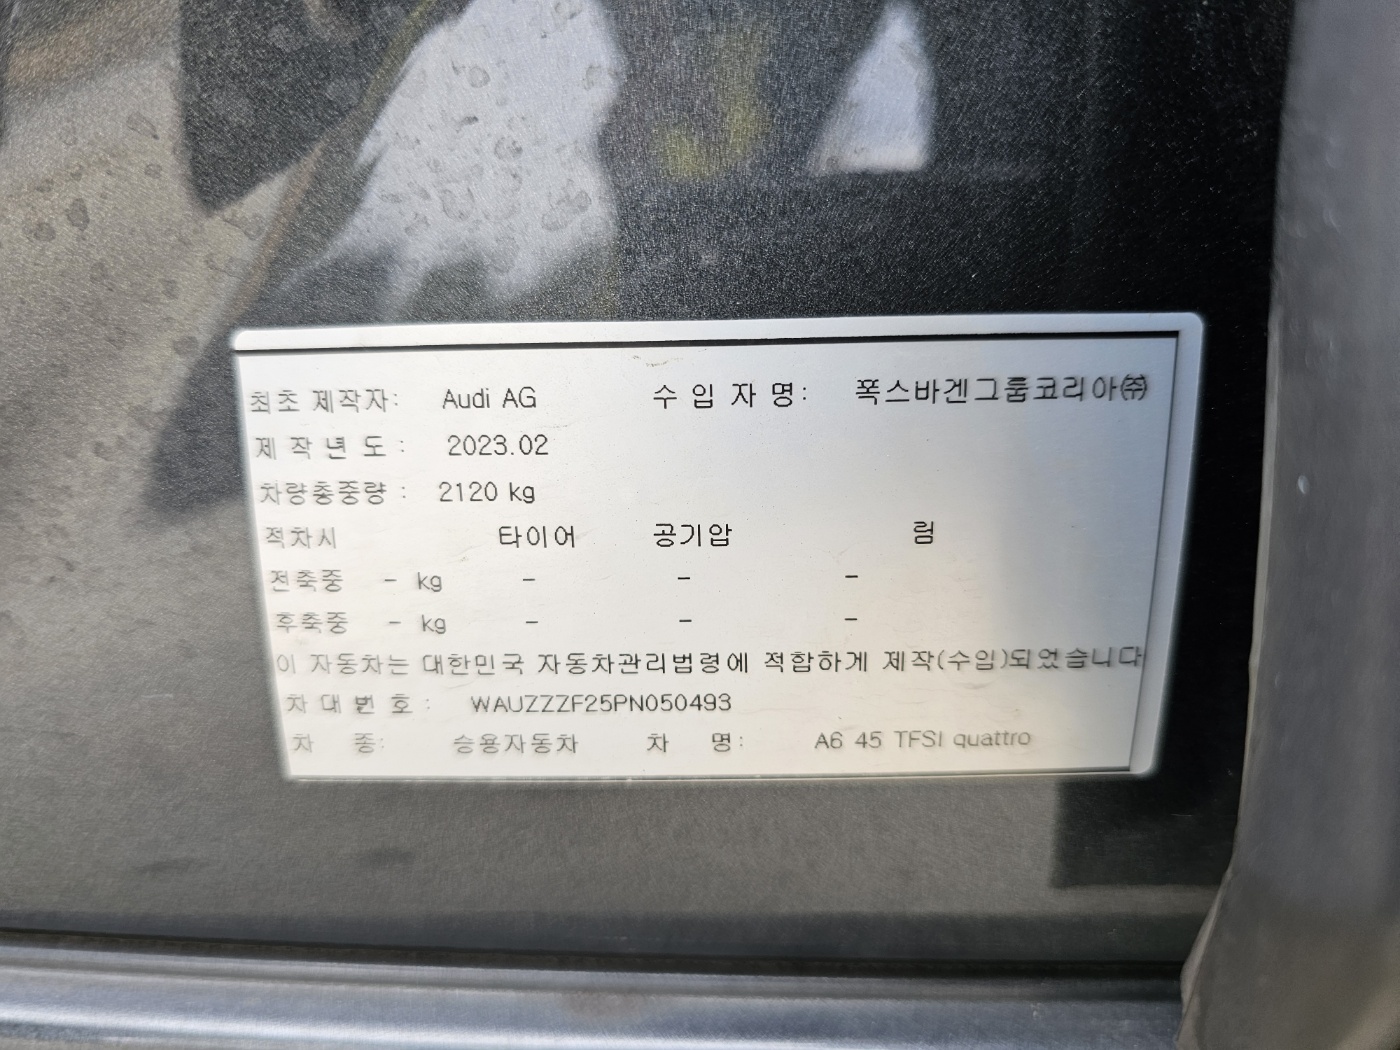 최초 제작자: Audi AG 수 입 자 명: 폭스바겐그룹코리아㈜
제 작 년 도 : 2023.02
차량총중량 : 2120 kg
적차시 타이어 공기압 림
전축중 - kg - - -
후축중 - kg - - -
이 자동차는 대한민국 자동차관리법령에 적합하게 제작(수입)되었습니다
차 대 번 호 : WAUZZZF25PN050493
차 종: 승용자동차 차 명: A6 45 TFSI quattro